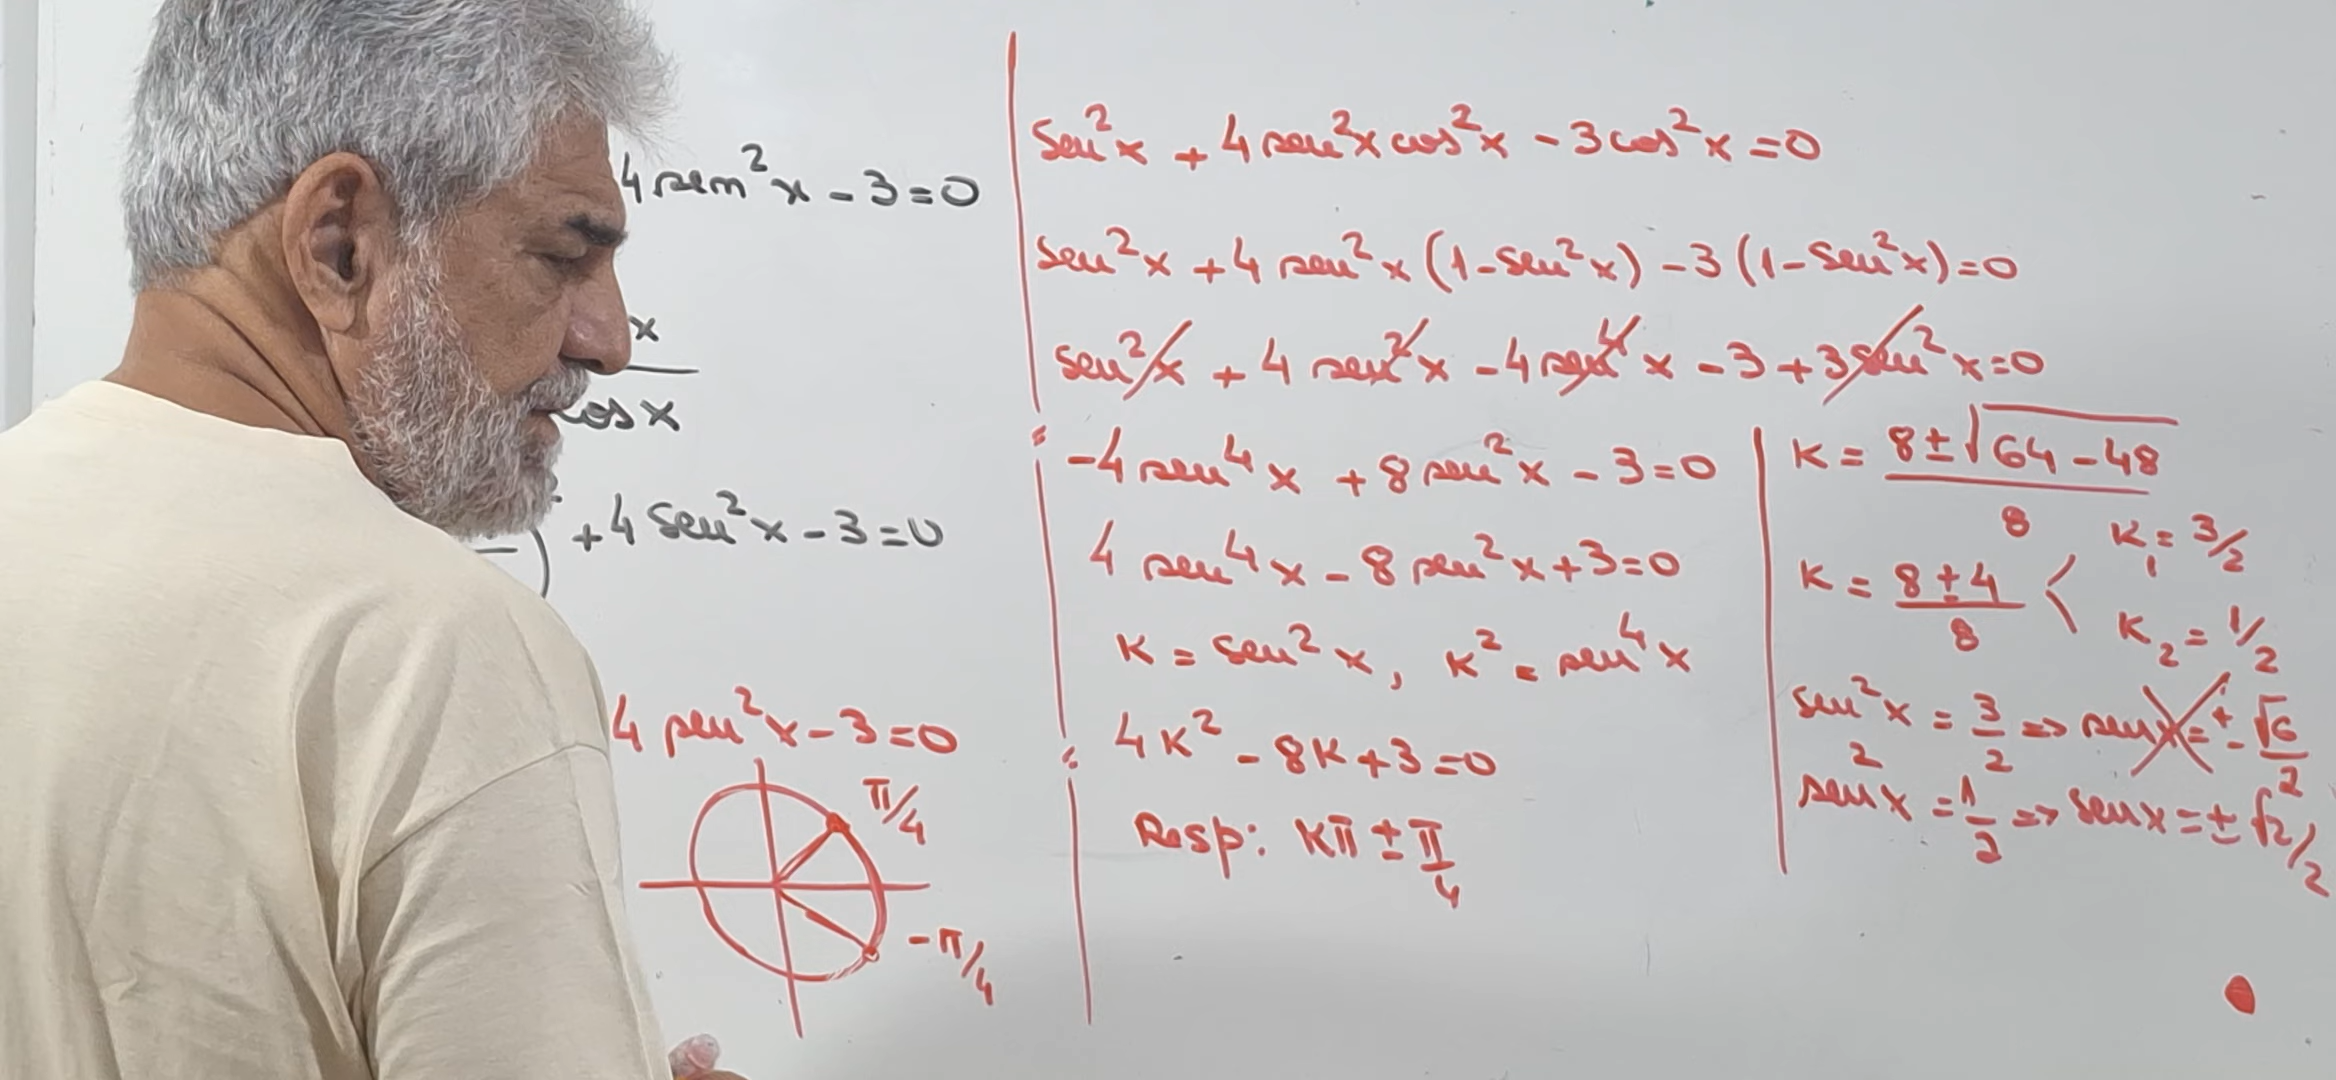 4 sen²x - 3 = 0
x
cos x
) + 4 sen²x - 3 = 0
4 sen²x - 3 = 0
π/4
-π/4
sen²x + 4 sen²x cos²x - 3 cos²x = 0
sen²x + 4 sen²x (1 - sen²x) - 3 (1 - sen²x) = 0
sen²x + 4 sen²x - 4 sen⁴x - 3 + 3 sen²x = 0
-4 sen⁴x + 8 sen²x - 3 = 0
4 sen⁴x - 8 sen²x + 3 = 0
K = sen²x, K² = sen⁴x
4K² - 8K + 3 = 0
Resp: Kπ ± π/4
K = (8 ± √(64 - 48))/8
K = (8 ± 4)/8
K₁ = 3/2
K₂ = 1/2
sen²x = 3/2 => sen x = ± √6/2
sen²x = 1/2 => sen x = ± √2/2